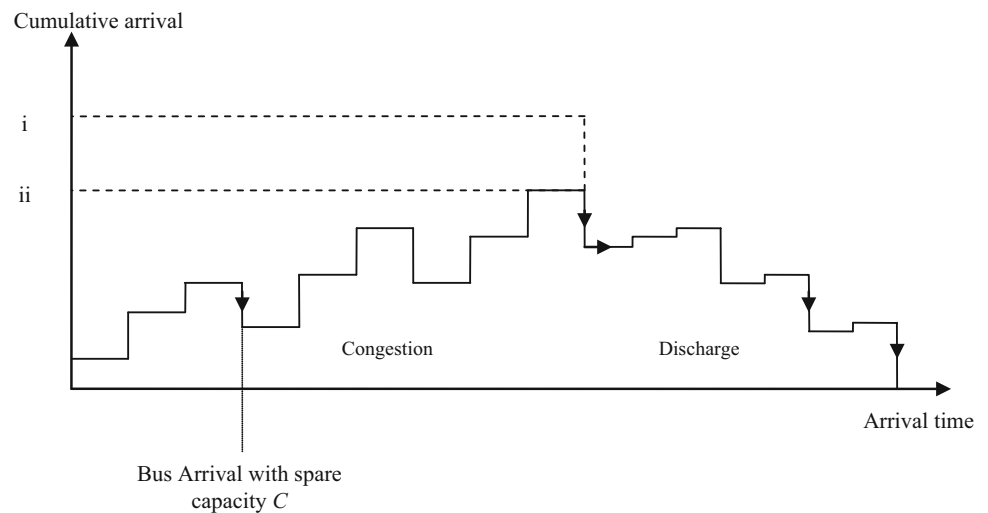 Cumulative arrival
i
ii
Congestion
Discharge
Arrival time
Bus Arrival with spare
capacity C